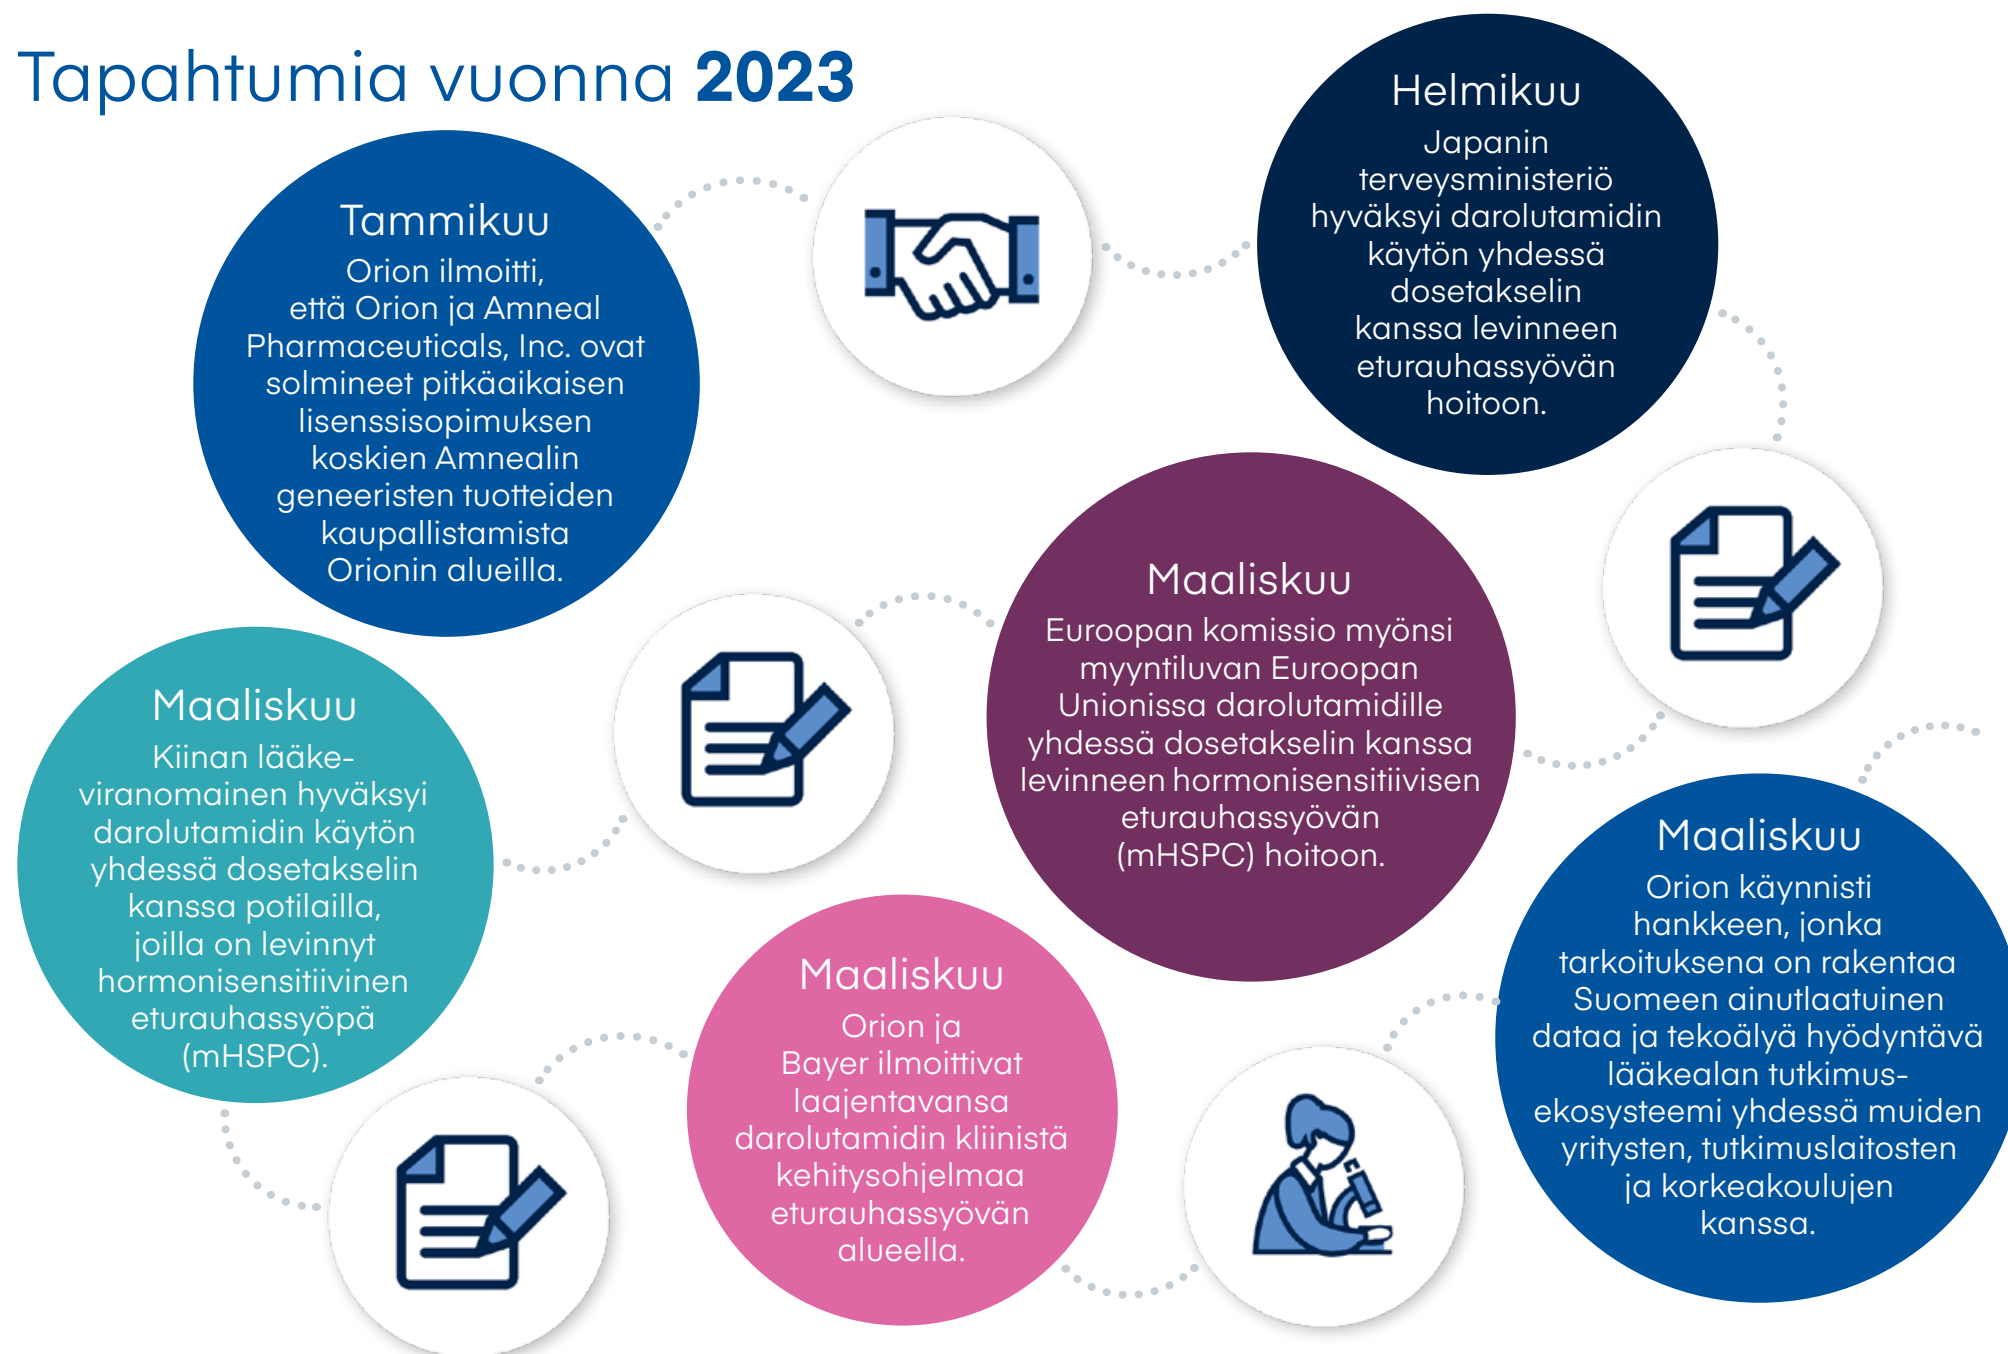 Tapahtumia vuonna 2023
Tammikuu
Orion ilmoitti,
että Orion ja Amneal
Pharmaceuticals, Inc. ovat
solmineet pitkäaikaisen
lisenssisopimuksen
koskien Amnealin
geneeristen tuotteiden
kaupallistamista
Orionin alueilla.
Helmikuu
Japanin
terveysministeriö
hyväksyi darolutamidin
käytön yhdessä
dosetakselin
kanssa levinneen
eturauhassyövän
hoitoon.
Maaliskuu
Euroopan komissio myönsi
myyntiluvan Euroopan
Unionissa darolutamidille
yhdessä dosetakselin kanssa
levinneen hormonisensitiivisen
eturauhassyövän
(mHSPC) hoitoon.
Maaliskuu
Kiinan lääke-
viranomainen hyväksyi
darolutamidin käytön
yhdessä dosetakselin
kanssa potilailla,
joilla on levinnyt
hormonisensitiivinen
eturauhassyöpä
(mHSPC).
Maaliskuu
Orion ja
Bayer ilmoittivat
laajentavansa
darolutamidin kliinistä
kehitysohjelmaa
eturauhassyövän
alueella.
Maaliskuu
Orion käynnisti
hankkeen, jonka
tarkoituksena on rakentaa
Suomeen ainutlaatuinen
dataa ja tekoälyä hyödyntävä
lääkealan tutkimus-
ekosysteemi yhdessä muiden
yritysten, tutkimuslaitosten
ja korkeakoulujen
kanssa.